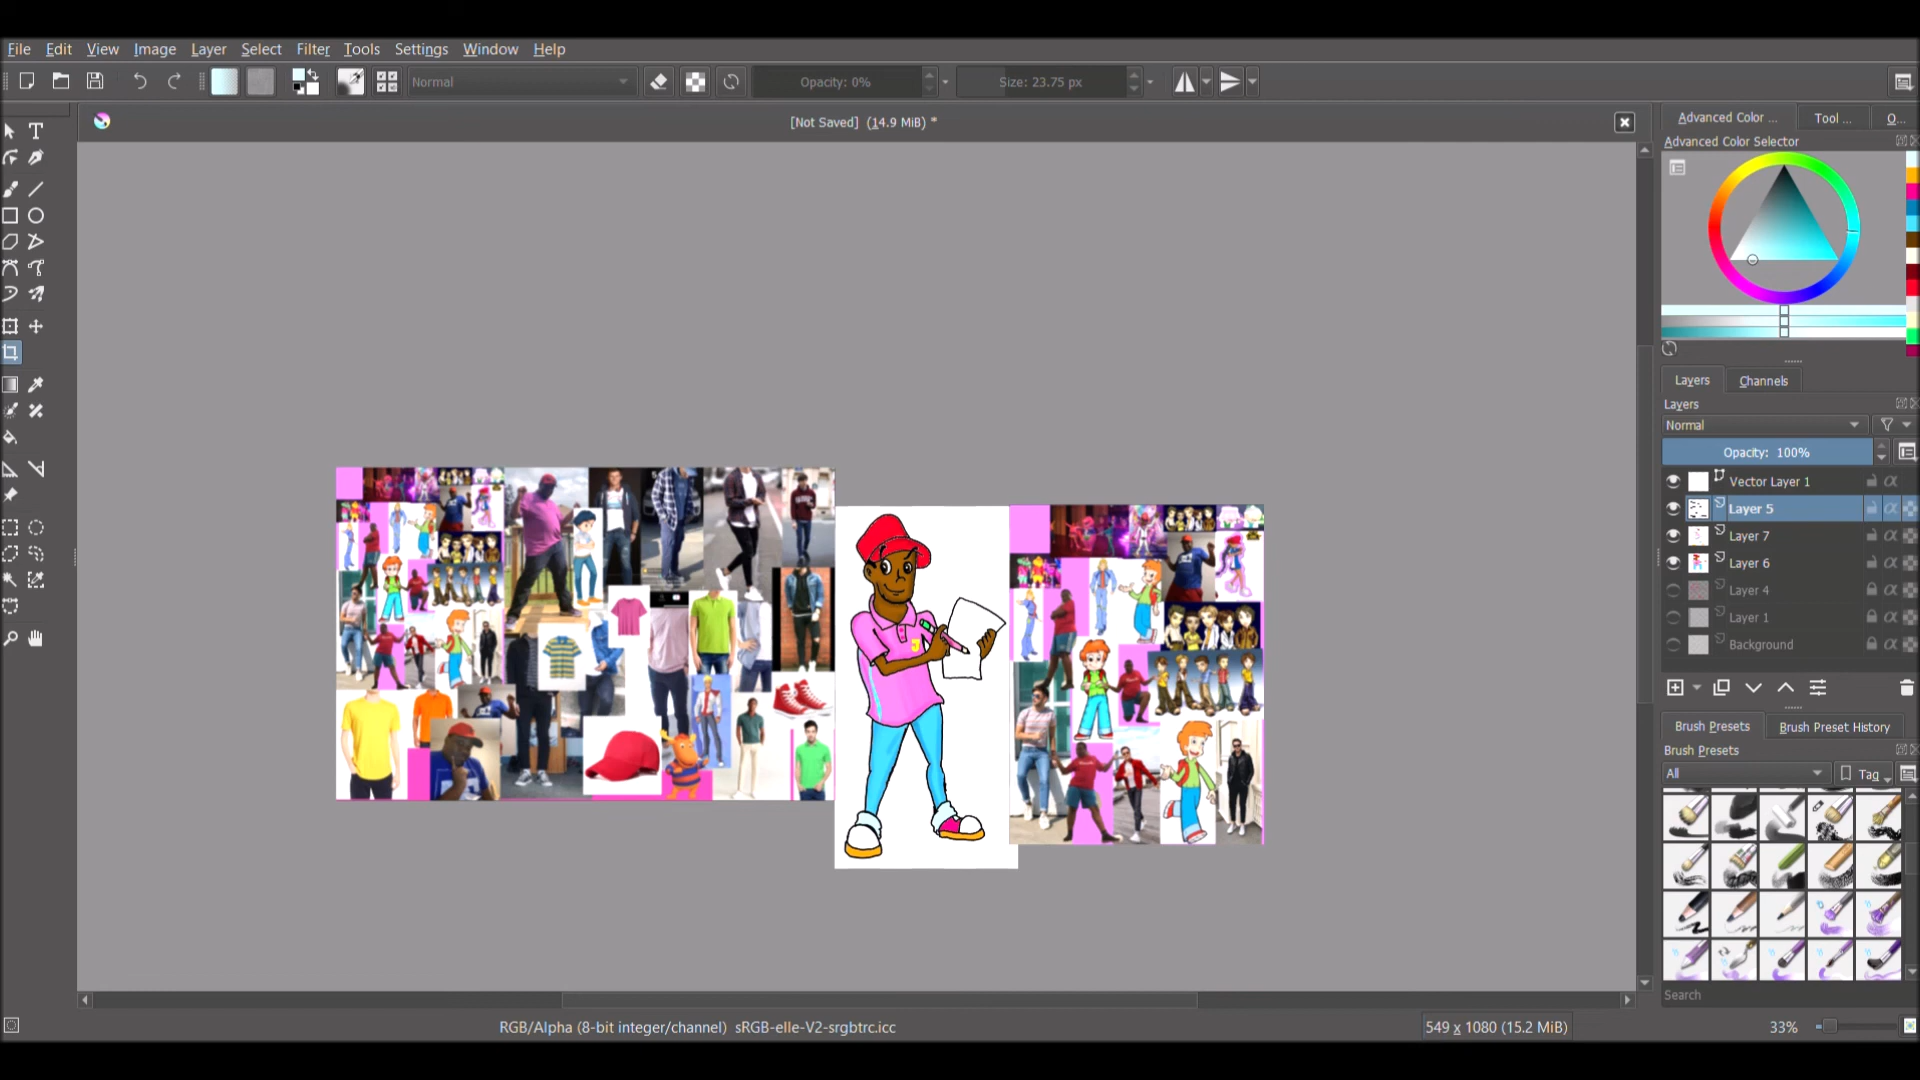 File Edit View Image Layer Select Filter Tools Settings Window Help
Normal
Opacity: 0%
Size: 23.75 px
[Not Saved] (14.9 MiB) *
Advanced Color ...
Tool ...
O...
Advanced Color Selector
Layers
Channels
Layers
Normal
Opacity: 100%
Vector Layer 1
Layer 5
Layer 7
Layer 6
Layer 4
Layer 1
Background
Brush Presets
Brush Preset History
Brush Presets
All
Tag
Search
J
RGB/Alpha (8-bit integer/channel) sRGB-elle-V2-srgbtrc.icc
549 x 1080 (15.2 MiB)
33%